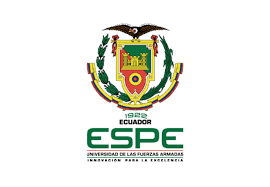 1922
ECUADOR
ESPE
UNIVERSIDAD DE LAS FUERZAS ARMADAS
INNOVACIÓN PARA LA EXCELENCIA